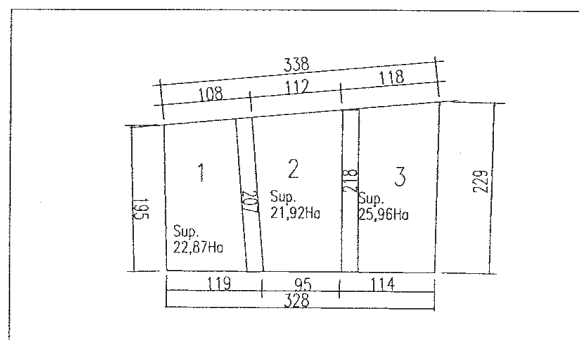 338
108 112 118
1 2 3
195 207 218 229
Sup.
22,87Ha
Sup.
21,92Ha
Sup.
25,96Ha
119 95 114
328